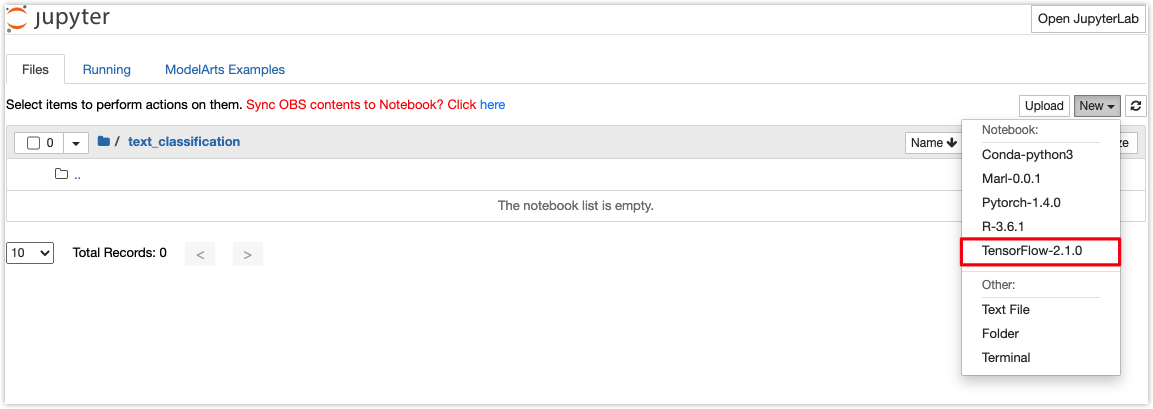 jupyter Open JupyterLab
Files Running ModelArts Examples
Select items to perform actions on them. Sync OBS contents to Notebook? Click here Upload New
0 / text_classification Name ze
Notebook:
Conda-python3
Marl-0.0.1
Pytorch-1.4.0
R-3.6.1
TensorFlow-2.1.0
Other:
Text File
Folder
Terminal
..
The notebook list is empty.
10 Total Records: 0 < >